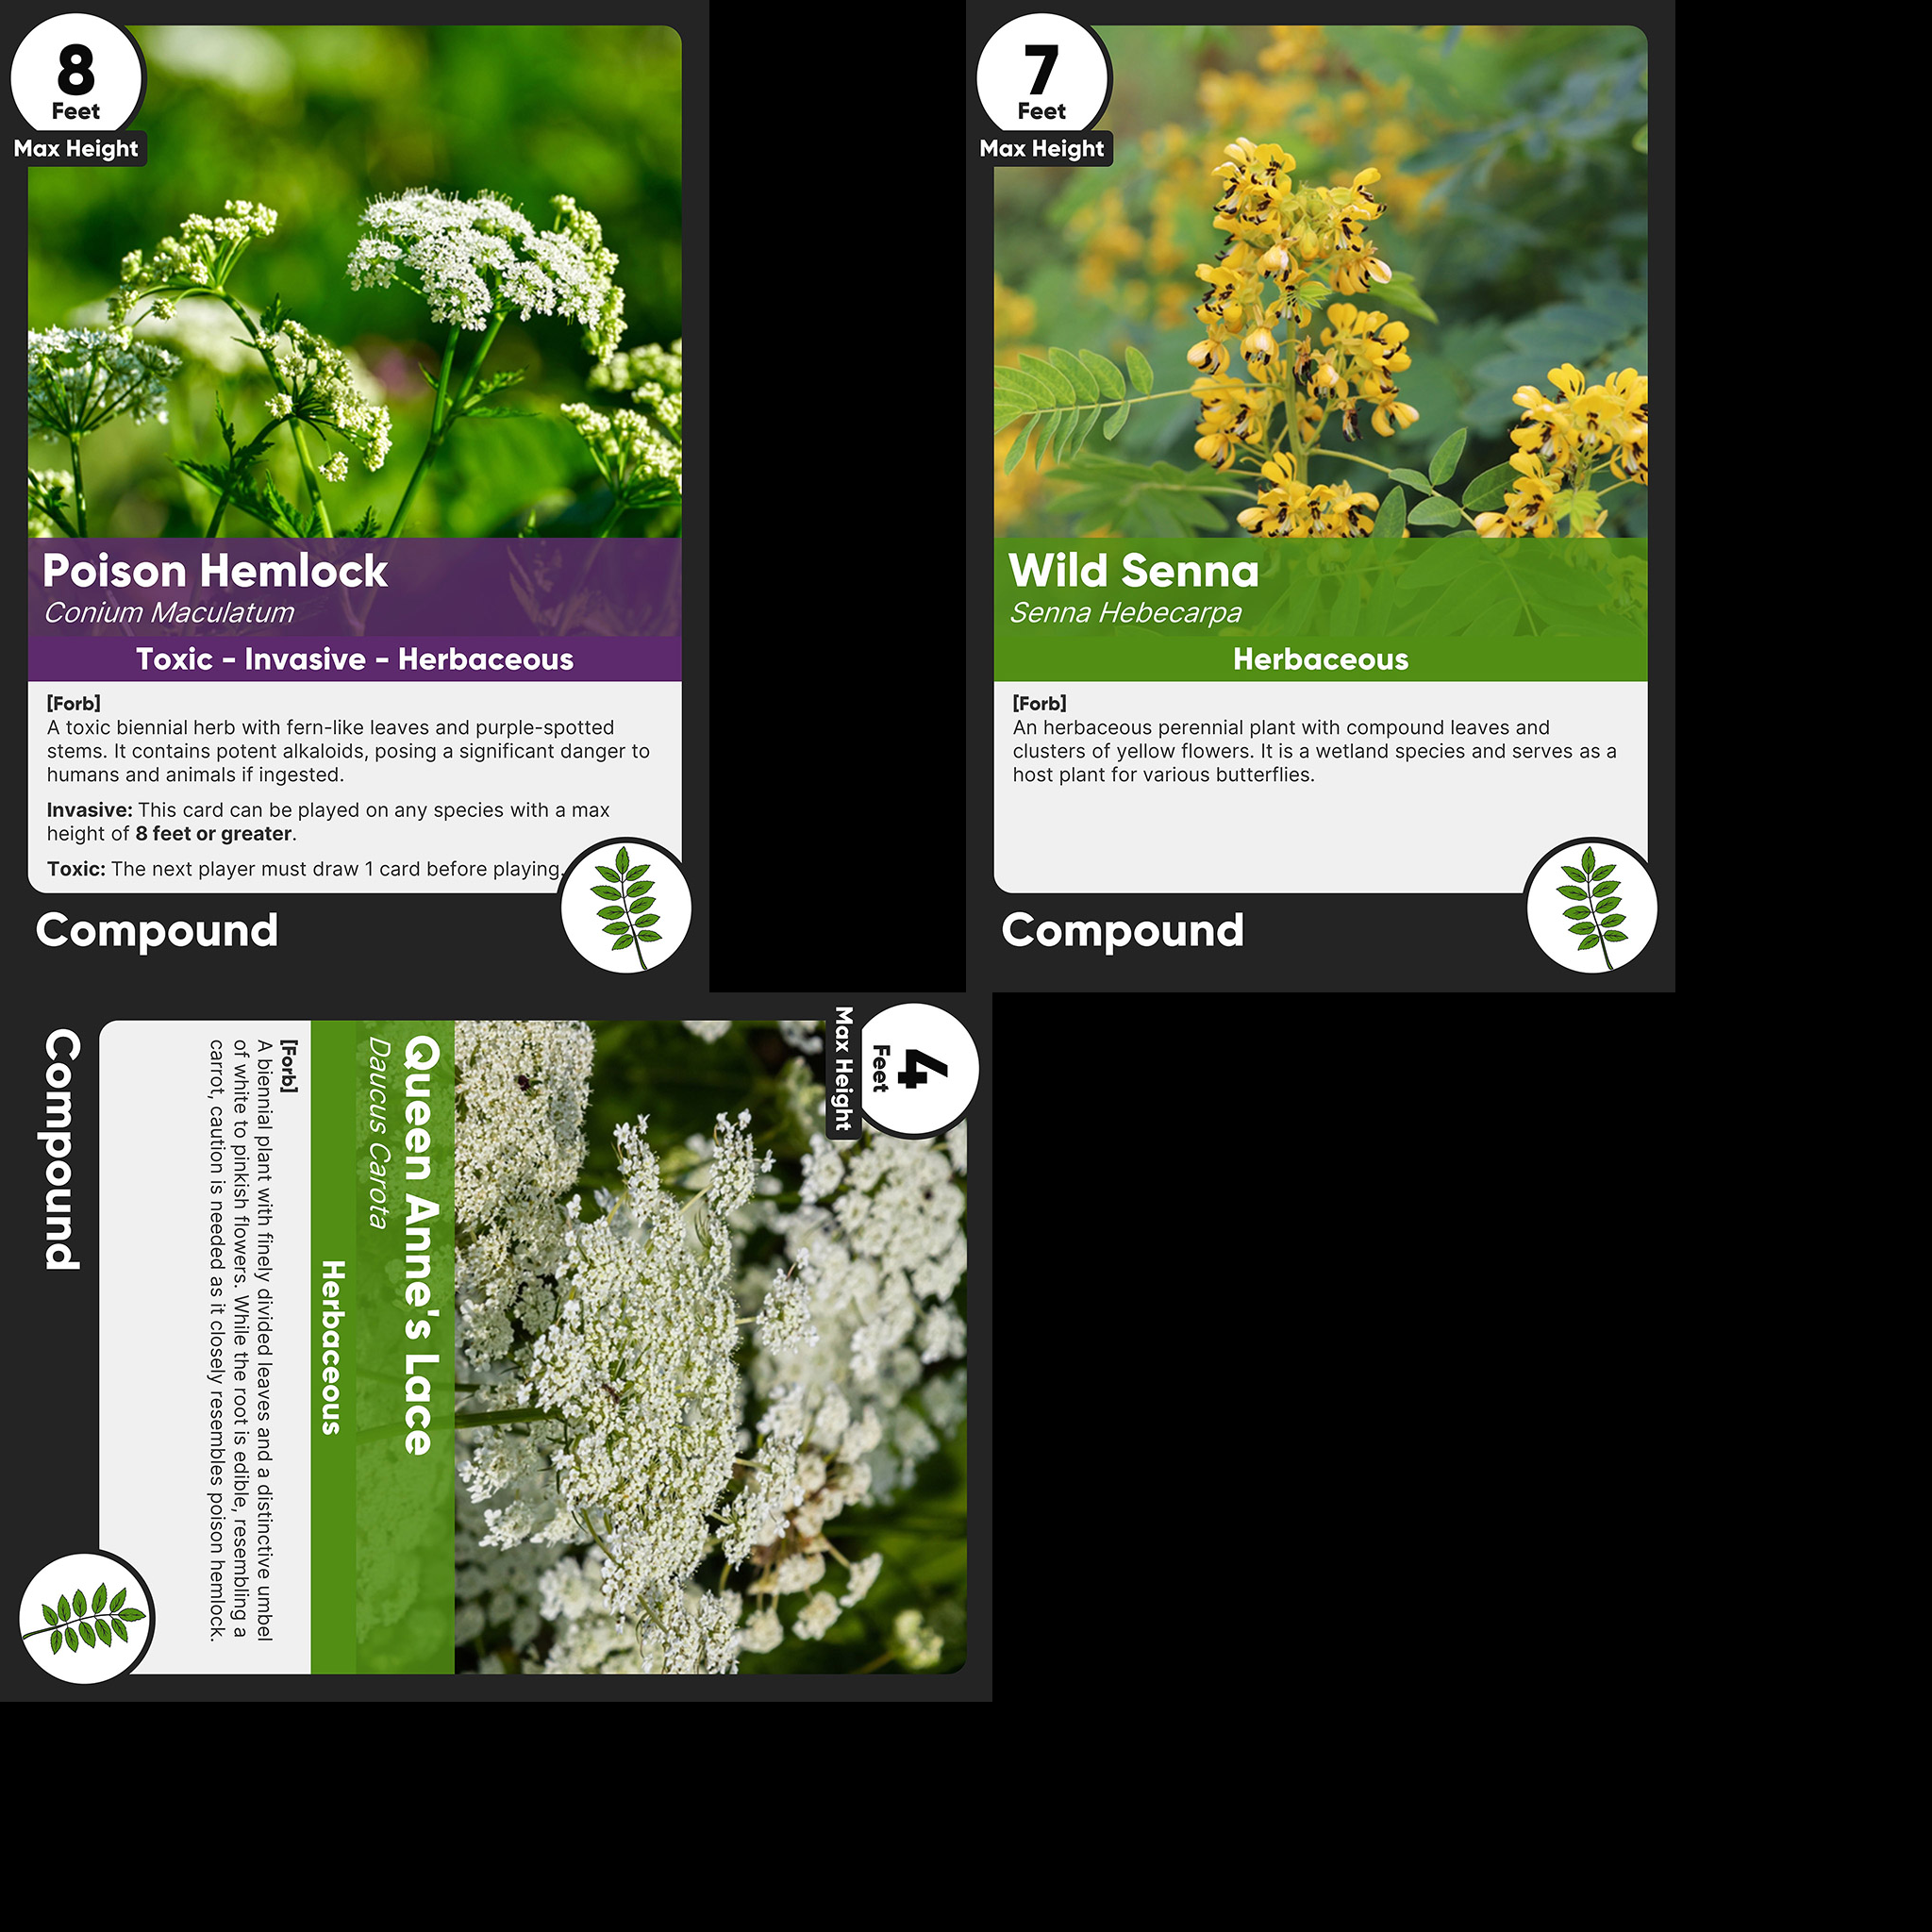 8
Feet
Max Height
Poison Hemlock
Conium Maculatum
Toxic - Invasive - Herbaceous
[Forb]
A toxic biennial herb with fern-like leaves and purple-spotted
stems. It contains potent alkaloids, posing a significant danger to
humans and animals if ingested.
Invasive: This card can be played on any species with a max
height of 8 feet or greater.
Toxic: The next player must draw 1 card before playing.
Compound
7
Feet
Max Height
Wild Senna
Senna Hebecarpa
Herbaceous
[Forb]
An herbaceous perennial plant with compound leaves and
clusters of yellow flowers. It is a wetland species and serves as a
host plant for various butterflies.
Compound
4
Feet
Max Height
Queen Anne's Lace
Daucus Carota
Herbaceous
[Forb]
A biennial plant with finely divided leaves and a distinctive umbel
of white to pinkish flowers. While the root is edible, resembling a
carrot, caution is needed as it closely resembles poison hemlock.
Compound